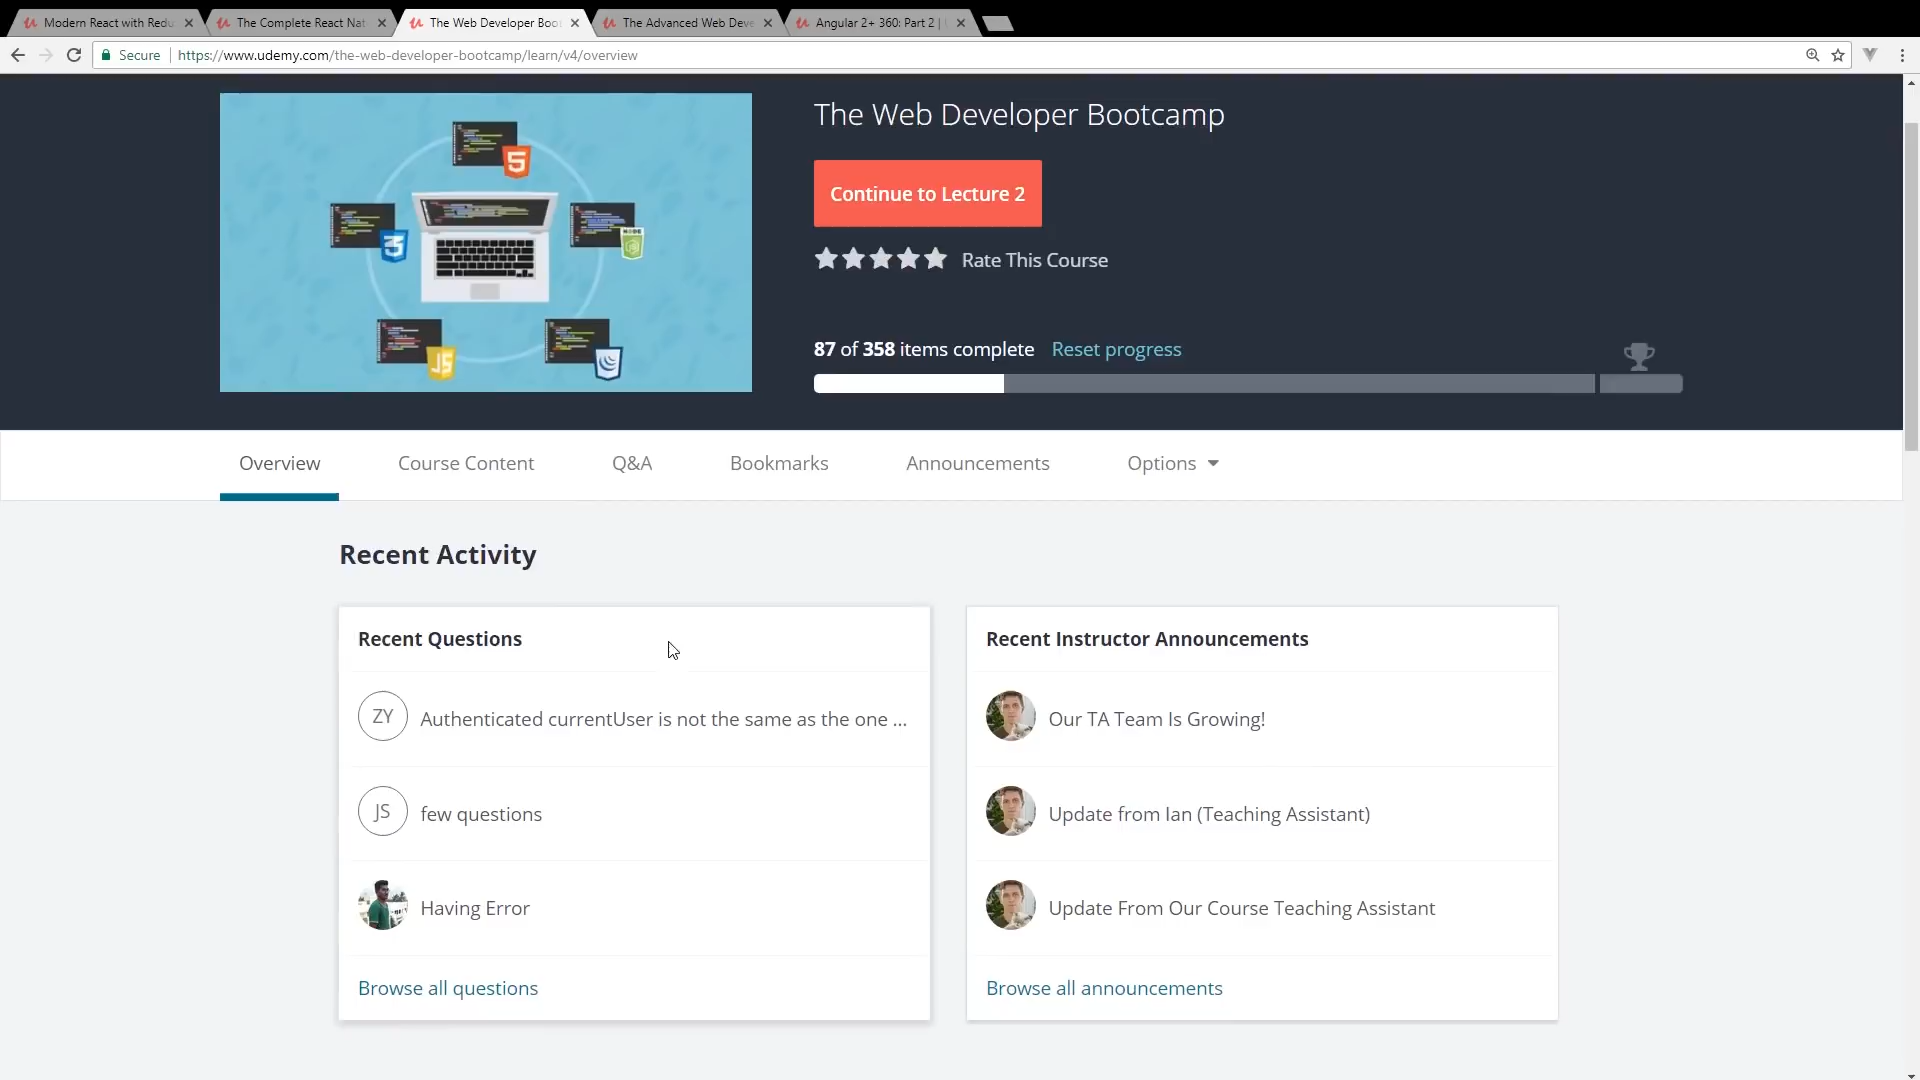 Modern React with Redu
The Complete React Nat
The Web Developer Boo
The Advanced Web Deve
Angular 2+ 360: Part 2 |
Secure
https://www.udemy.com/the-web-developer-bootcamp/learn/v4/overview
The Web Developer Bootcamp
Continue to Lecture 2
Rate This Course
87 of 358 items complete Reset progress
5
3
NODE
JS
JS
Overview
Course Content
Q&A
Bookmarks
Announcements
Options
Recent Activity
Recent Questions
ZY
Authenticated currentUser is not the same as the one ...
JS
few questions
Having Error
Browse all questions
Recent Instructor Announcements
Our TA Team Is Growing!
Update from Ian (Teaching Assistant)
Update From Our Course Teaching Assistant
Browse all announcements